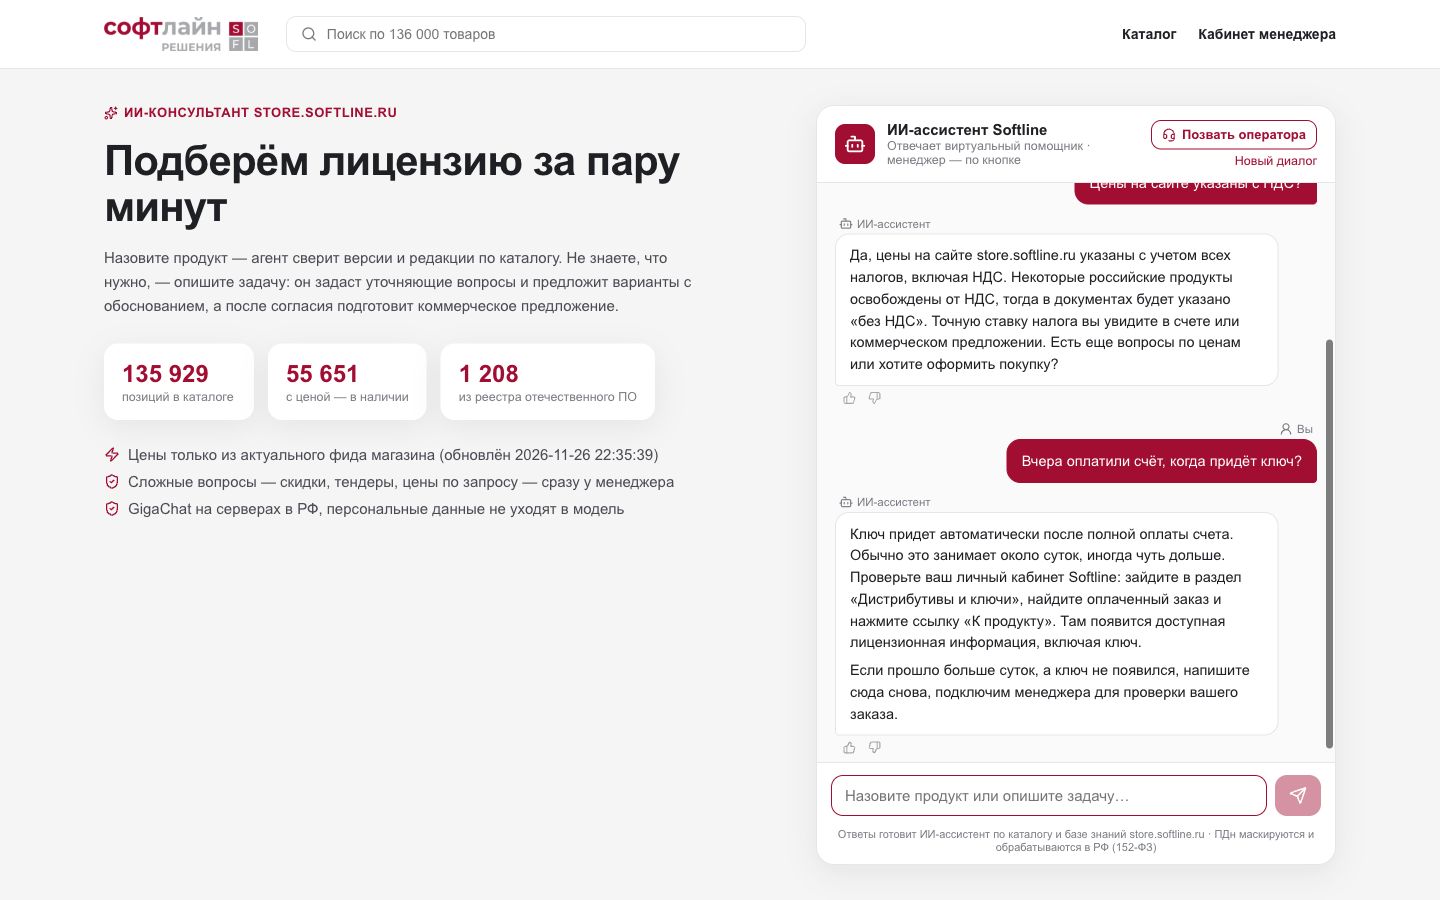 софтлайн
РЕШЕНИЯ
S O
F L
Поиск по 136 000 товаров
Каталог
Кабинет менеджера
ИИ-КОНСУЛЬТАНТ STORE.SOFTLINE.RU
Подберём лицензию за пару
минут
Назовите продукт — агент сверит версии и редакции по каталогу. Не знаете, что
нужно, — опишите задачу: он задаст уточняющие вопросы и предложит варианты с
обоснованием, а после согласия подготовит коммерческое предложение.
135 929
позиций в каталоге
55 651
с ценой — в наличии
1 208
из реестра отечественного ПО
Цены только из актуального фида магазина (обновлён 2026-11-26 22:35:39)
Сложные вопросы — скидки, тендеры, цены по запросу — сразу у менеджера
GigaChat на серверах в РФ, персональные данные не уходят в модель
ИИ-ассистент Softline
Отвечает виртуальный помощник ·
менеджер — по кнопке
Позвать оператора
Новый диалог
Цены на сайте указаны с НДС?
ИИ-ассистент
Да, цены на сайте store.softline.ru указаны с учетом всех
налогов, включая НДС. Некоторые российские продукты
освобождены от НДС, тогда в документах будет указано
«без НДС». Точную ставку налога вы увидите в счете или
коммерческом предложении. Есть еще вопросы по ценам
или хотите оформить покупку?
Вы
Вчера оплатили счёт, когда придёт ключ?
ИИ-ассистент
Ключ придет автоматически после полной оплаты счета.
Обычно это занимает около суток, иногда чуть дольше.
Проверьте ваш личный кабинет Softline: зайдите в раздел
«Дистрибутивы и ключи», найдите оплаченный заказ и
нажмите ссылку «К продукту». Там появится доступная
лицензионная информация, включая ключ.
Если прошло больше суток, а ключ не появился, напишите
сюда снова, подключим менеджера для проверки вашего
заказа.
Назовите продукт или опишите задачу…
Ответы готовит ИИ-ассистент по каталогу и базе знаний store.softline.ru · ПДн маскируются и
обрабатываются в РФ (152-ФЗ)